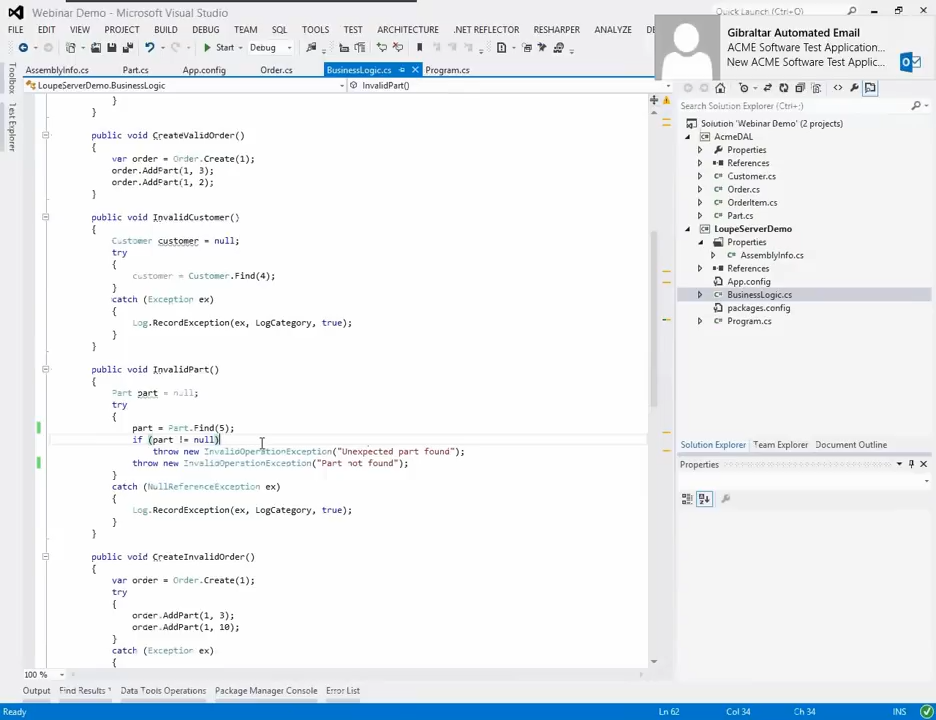 Webinar Demo - Microsoft Visual Studio
Quick Launch (Ctrl+Q)
FILE EDIT VIEW PROJECT BUILD DEBUG TEAM SQL TOOLS TEST ARCHITECTURE .NET REFLECTOR RESHARPER ANALYZE
Gibraltar Automated Email
ACME Software Test Application...
New ACME Software Test Applic...
Start Debug
AssemblyInfo.cs Part.cs App.config Order.cs BusinessLogic.cs Program.cs
LoupeServerDemo.BusinessLogic InvalidPart()
Toolbox
Test Explorer
}
}
public void CreateValidOrder()
{
var order = Order.Create(1);
order.AddPart(1, 3);
order.AddPart(1, 2);
}
public void InvalidCustomer()
{
Customer customer = null;
try
{
customer = Customer.Find(4);
}
catch (Exception ex)
{
Log.RecordException(ex, LogCategory, true);
}
}
public void InvalidPart()
{
Part part = null;
try
{
part = Part.Find(5);
if (part != null)
throw new InvalidOperationException("Unexpected part found");
throw new InvalidOperationException("Part not found");
}
catch (NullReferenceException ex)
{
Log.RecordException(ex, LogCategory, true);
}
}
public void CreateInvalidOrder()
{
var order = Order.Create(1);
try
{
order.AddPart(1, 3);
order.AddPart(1, 10);
}
catch (Exception ex)
{
100 %
Search Solution Explorer (Ctrl+;)
Solution 'Webinar Demo' (2 projects)
AcmeDAL
Properties
References
Customer.cs
Order.cs
OrderItem.cs
Part.cs
LoupeServerDemo
Properties
AssemblyInfo.cs
References
App.config
BusinessLogic.cs
packages.config
Program.cs
Solution Explorer Team Explorer Document Outline
Properties
Output Find Results 1 Data Tools Operations Package Manager Console Error List
Ready Ln 62 Col 34 Ch 34 INS